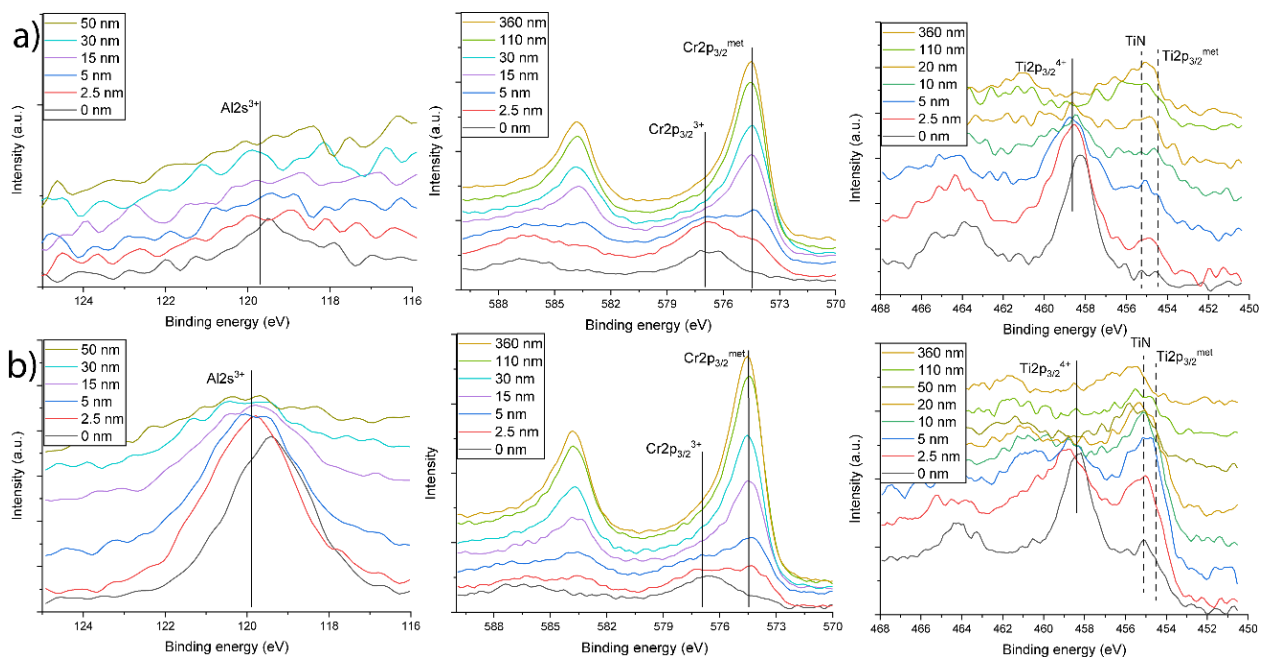 a)
50 nm
30 nm
15 nm
5 nm
2.5 nm
0 nm
Al2s3+
Intensity (a.u.)
124 122 120 118 116
Binding energy (eV)
360 nm
110 nm
30 nm
15 nm
5 nm
2.5 nm
0 nm
Cr2p3/2met
Cr2p3/23+
Intensity (a.u.)
588 585 582 579 576 573 570
Binding energy (eV)
360 nm
110 nm
20 nm
10 nm
5 nm
2.5 nm
0 nm
Ti2p3/24+
TiN
Ti2p3/2met
Intensity (a.u.)
468 466 464 462 460 458 456 454 452 450
Binding energy (eV)
b)
50 nm
30 nm
15 nm
5 nm
2.5 nm
0 nm
Al2s3+
Intensity (a.u.)
124 122 120 118 116
Binding energy (eV)
360 nm
110 nm
30 nm
15 nm
5 nm
2.5 nm
0 nm
Cr2p3/2met
Cr2p3/23+
Intensity
588 585 582 579 576 573 570
Binding energy (eV)
360 nm
110 nm
50 nm
20 nm
10 nm
5 nm
2.5 nm
0 nm
Ti2p3/24+
TiN
Ti2p3/2met
Intensity (a.u.)
468 466 464 462 460 458 456 454 452 450
Binding energy (eV)